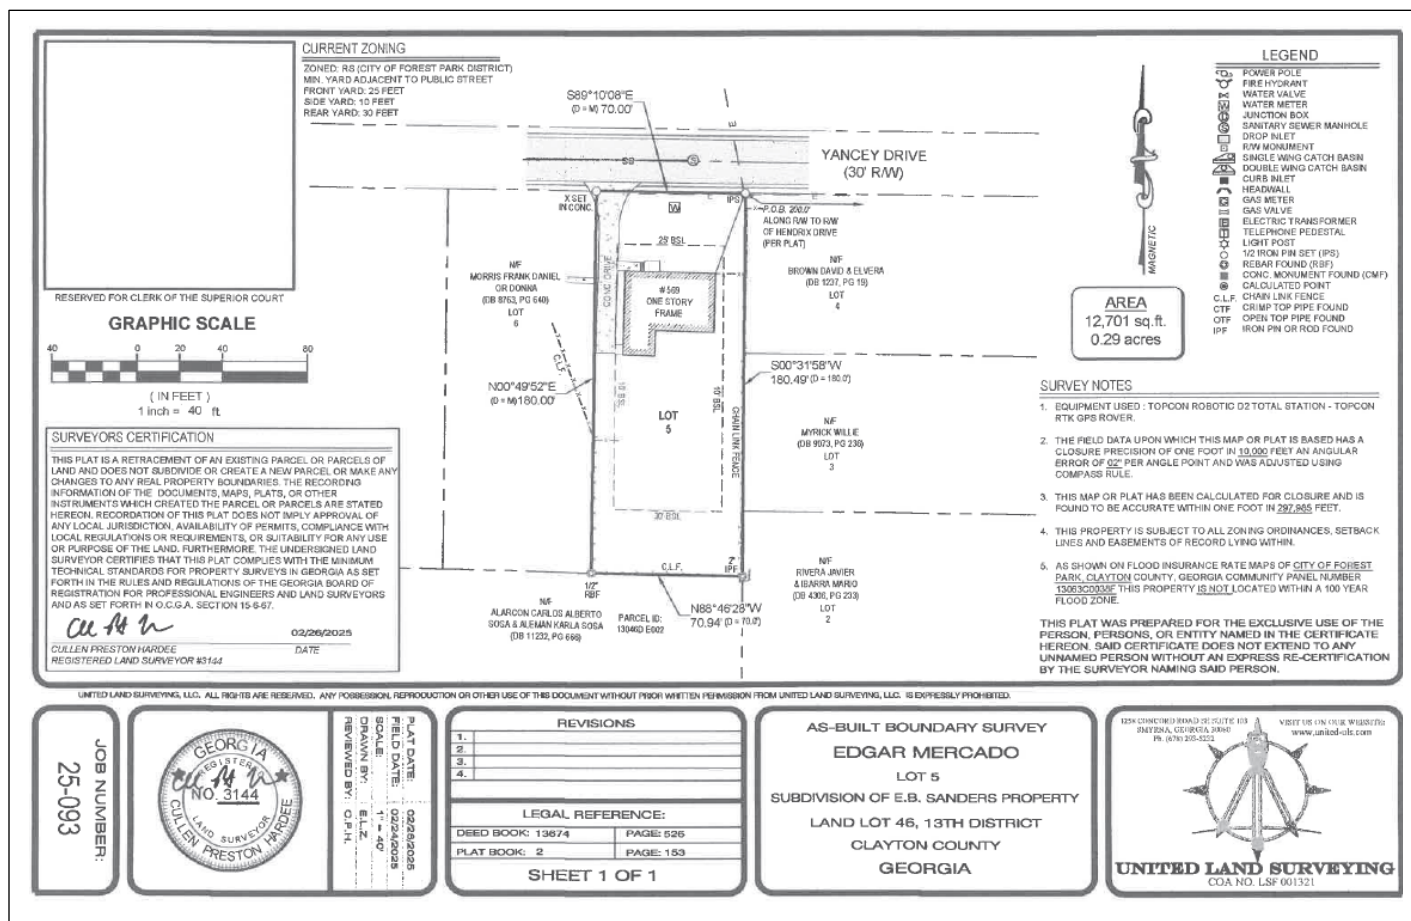 CURRENT ZONING
ZONED: RS (CITY OF FOREST PARK DISTRICT)
MIN. YARD ADJACENT TO PUBLIC STREET
FRONT YARD: 25 FEET
SIDE YARD: 10 FEET
REAR YARD: 30 FEET
RESERVED FOR CLERK OF THE SUPERIOR COURT
GRAPHIC SCALE
40 0 20 40 80
( IN FEET )
1 inch = 40 ft.
SURVEYORS CERTIFICATION
THIS PLAT IS A RETRACEMENT OF AN EXISTING PARCEL OR PARCELS OF
LAND AND DOES NOT SUBDIVIDE OR CREATE A NEW PARCEL OR MAKE ANY
CHANGES TO ANY REAL PROPERTY BOUNDARIES. THE RECORDING
INFORMATION OF THE DOCUMENTS, MAPS, PLATS, OR OTHER
INSTRUMENTS WHICH CREATED THE PARCEL OR PARCELS ARE STATED
HEREON. RECORDATION OF THIS PLAT DOES NOT IMPLY APPROVAL OF
ANY LOCAL JURISDICTION, AVAILABILITY OF PERMITS, COMPLIANCE WITH
LOCAL REGULATIONS OR REQUIREMENTS, OR SUITABILITY FOR ANY USE
OR PURPOSE OF THE LAND. FURTHERMORE, THE UNDERSIGNED LAND
SURVEYOR CERTIFIES THAT THIS PLAT COMPLIES WITH THE MINIMUM
TECHNICAL STANDARDS FOR PROPERTY SURVEYS IN GEORGIA AS SET
FORTH IN THE RULES AND REGULATIONS OF THE GEORGIA BOARD OF
REGISTRATION FOR PROFESSIONAL ENGINEERS AND LAND SURVEYORS
AND AS SET FORTH IN O.C.G.A. SECTION 15-6-67.
02/26/2025
CULLEN PRESTON HARDEE DATE
REGISTERED LAND SURVEYOR #3144
S89°10'08"E
(D = M) 70.00'
E
SS
S
YANCEY DRIVE
(30' R/W)
X SET
IN CONC.
IPS
W
P.O.B. 200.0'
ALONG R/W TO R/W
OF HENDRIX DRIVE
(PER PLAT)
25' BSL
CONC DRIVE
N/F
MORRIS FRANK DANIEL
OR DONNA
(DB 8763, PG 640)
LOT
6
N/F
BROWN DAVID & ELVERA
(DB 1237, PG 19)
LOT
4
# 569
ONE STORY
FRAME
C.L.F.
N00°49'52"E
(D = M) 180.00'
S00°31'58"W
180.49' (D = 180.0')
10' BSL
10' BSL
CHAIN LINK FENCE
LOT
5
N/F
MYRICK WILLIE
(DB 9973, PG 236)
LOT
3
30' BSL
C.L.F.
2"
IPF
1/2"
RBF
N/F
ALARCON CARLOS ALBERTO
SOSA & ALEMAN KARLA SOSA
(DB 11232, PG 666)
PARCEL ID:
13046D E002
N88°46'28"W
70.94' (D = 70.0')
N/F
RIVERA JAVIER
& IBARRA MARIO
(DB 4306, PG 233)
LOT
2
MAGNETIC
AREA
12,701 sq.ft.
0.29 acres
LEGEND
POWER POLE
FIRE HYDRANT
WATER VALVE
W WATER METER
JUNCTION BOX
S SANITARY SEWER MANHOLE
DROP INLET
R/W MONUMENT
SINGLE WING CATCH BASIN
DOUBLE WING CATCH BASIN
CURB INLET
HEADWALL
GAS METER
GAS VALVE
ELECTRIC TRANSFORMER
TELEPHONE PEDESTAL
LIGHT POST
1/2 IRON PIN SET (IPS)
REBAR FOUND (RBF)
CONC. MONUMENT FOUND (CMF)
CALCULATED POINT
C.L.F. CHAIN LINK FENCE
CTF CRIMP TOP PIPE FOUND
OTF OPEN TOP PIPE FOUND
IPF IRON PIN OR ROD FOUND
SURVEY NOTES
1. EQUIPMENT USED : TOPCON ROBOTIC D2 TOTAL STATION - TOPCON
RTK GPS ROVER.
2. THE FIELD DATA UPON WHICH THIS MAP OR PLAT IS BASED HAS A
CLOSURE PRECISION OF ONE FOOT IN 10,000 FEET AN ANGULAR
ERROR OF 02" PER ANGLE POINT AND WAS ADJUSTED USING
COMPASS RULE.
3. THIS MAP OR PLAT HAS BEEN CALCULATED FOR CLOSURE AND IS
FOUND TO BE ACCURATE WITHIN ONE FOOT IN 297,985 FEET.
4. THIS PROPERTY IS SUBJECT TO ALL ZONING ORDINANCES, SETBACK
LINES AND EASEMENTS OF RECORD LYING WITHIN.
5. AS SHOWN ON FLOOD INSURANCE RATE MAPS OF CITY OF FOREST
PARK, CLAYTON COUNTY, GEORGIA COMMUNITY PANEL NUMBER
13063C0038F THIS PROPERTY IS NOT LOCATED WITHIN A 100 YEAR
FLOOD ZONE.
THIS PLAT WAS PREPARED FOR THE EXCLUSIVE USE OF THE
PERSON, PERSONS, OR ENTITY NAMED IN THE CERTIFICATE
HEREON. SAID CERTIFICATE DOES NOT EXTEND TO ANY
UNNAMED PERSON WITHOUT AN EXPRESS RE-CERTIFICATION
BY THE SURVEYOR NAMING SAID PERSON.
UNITED LAND SURVEYING, LLC. ALL RIGHTS ARE RESERVED. ANY POSSESSION, REPRODUCTION OR OTHER USE OF THIS DOCUMENT WITHOUT PRIOR WRITTEN PERMISSION FROM UNITED LAND SURVEYING, LLC. IS EXPRESSLY PROHIBITED.
JOB NUMBER:
25-093
GEORGIA
REGISTERED
NO. 3144
LAND SURVEYOR
CULLEN PRESTON HARDEE
PLAT DATE: 02/26/2025
FIELD DATE: 02/24/2025
SCALE: 1" = 40'
DRAWN BY: E.L.Z.
REVIEWED BY: C.P.H.
REVISIONS
1.
2.
3.
4.
LEGAL REFERENCE:
DEED BOOK: 13674 PAGE: 526
PLAT BOOK: 2 PAGE: 153
SHEET 1 OF 1
AS-BUILT BOUNDARY SURVEY
EDGAR MERCADO
LOT 5
SUBDIVISION OF E.B. SANDERS PROPERTY
LAND LOT 46, 13TH DISTRICT
CLAYTON COUNTY
GEORGIA
1258 CONCORD ROAD SE SUITE 103
SMYRNA, GEORGIA 30080
VISIT US ON OUR WEBSITE:
www.united-uls.com
UNITED LAND SURVEYING
COA NO. LSF 001321